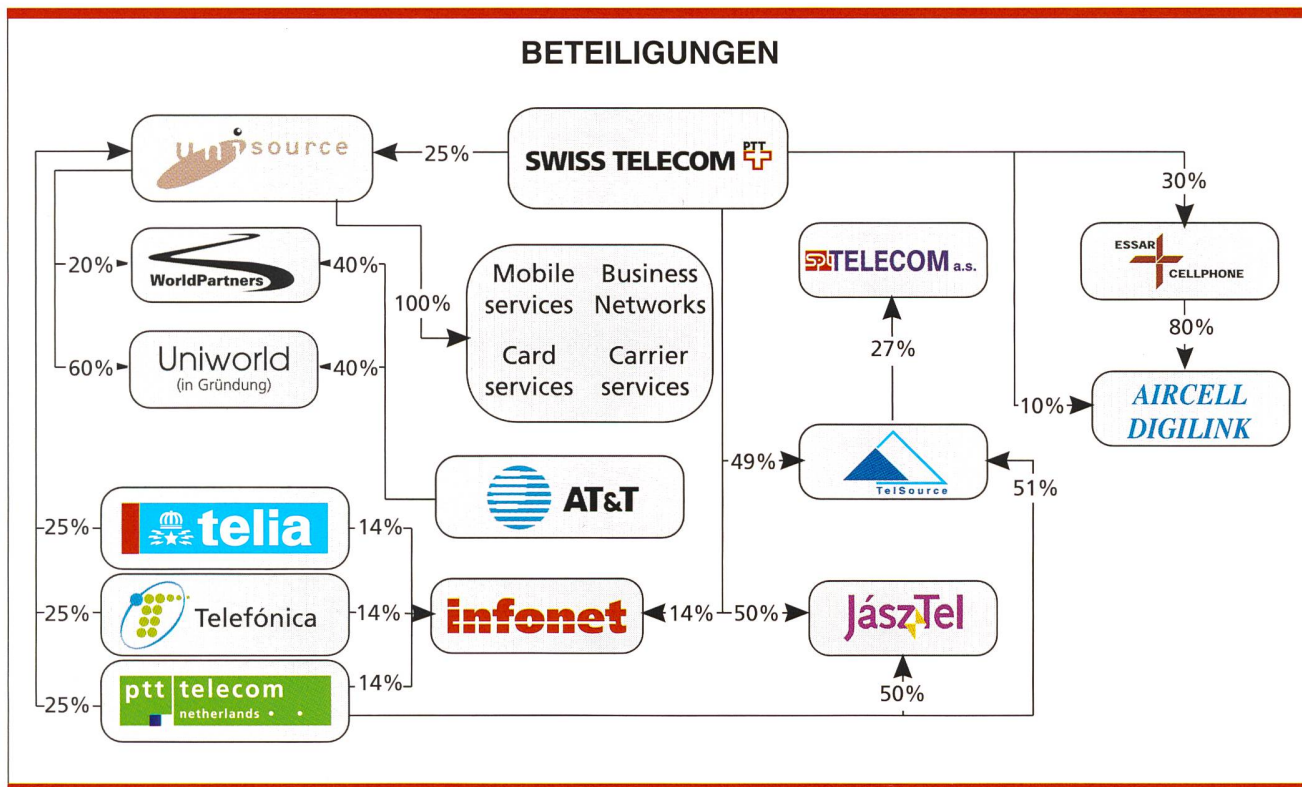 BETEILIGUNGEN
unisource
25%
SWISS TELECOM PTT
30%
20%
WorldPartners
40%
100%
Mobile services
Business Networks
Card services
Carrier services
SPT TELECOM a.s.
ESSAR
CELLPHONE
80%
60%
Uniworld
(in Gründung)
40%
27%
10%
AIRCELL
DIGILINK
AT&T
49%
TelSource
51%
25%
telia
14%
25%
Telefónica
14%
infonet
14%
50%
JászTel
25%
ptt telecom
netherlands
14%
50%